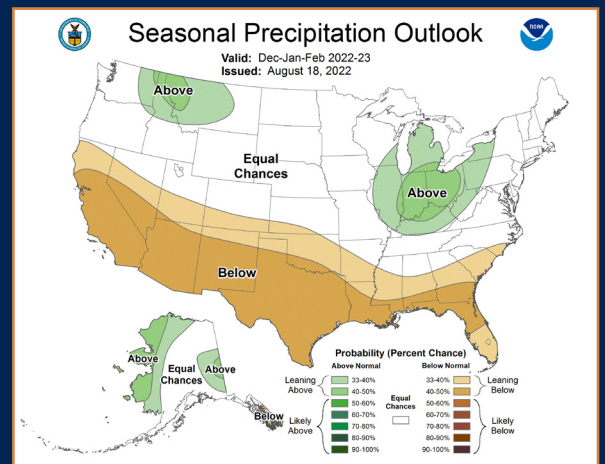 Seasonal Precipitation Outlook
NOAA
Valid: Dec-Jan-Feb 2022-23
Issued: August 18, 2022
Above
Equal
Chances
Above
Below
Above
Equal
Chances
Above
Below
Probability (Percent Chance)
Above Normal
Below Normal
Leaning
Above
33-40%
40-50%
50-60%
Likely
Above
60-70%
70-80%
80-90%
90-100%
Equal
Chances
33-40%
40-50%
50-60%
60-70%
70-80%
80-90%
90-100%
Leaning
Below
Likely
Below